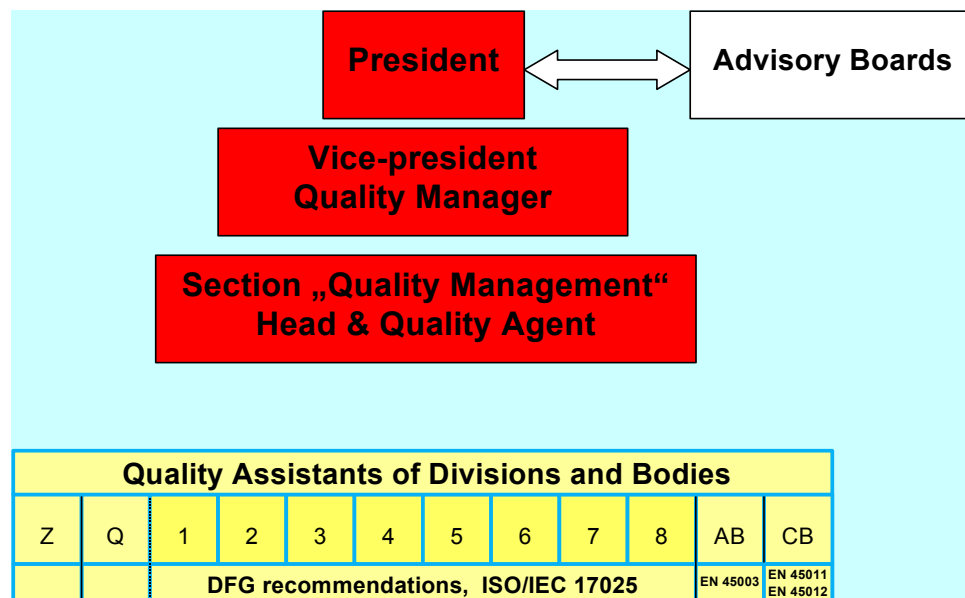 President
Advisory Boards
Vice-president
Quality Manager
Section „Quality Management“
Head & Quality Agent
Quality Assistants of Divisions and Bodies
Z Q 1 2 3 4 5 6 7 8 AB CB
DFG recommendations, ISO/IEC 17025
EN 45003
EN 45011
EN 45012